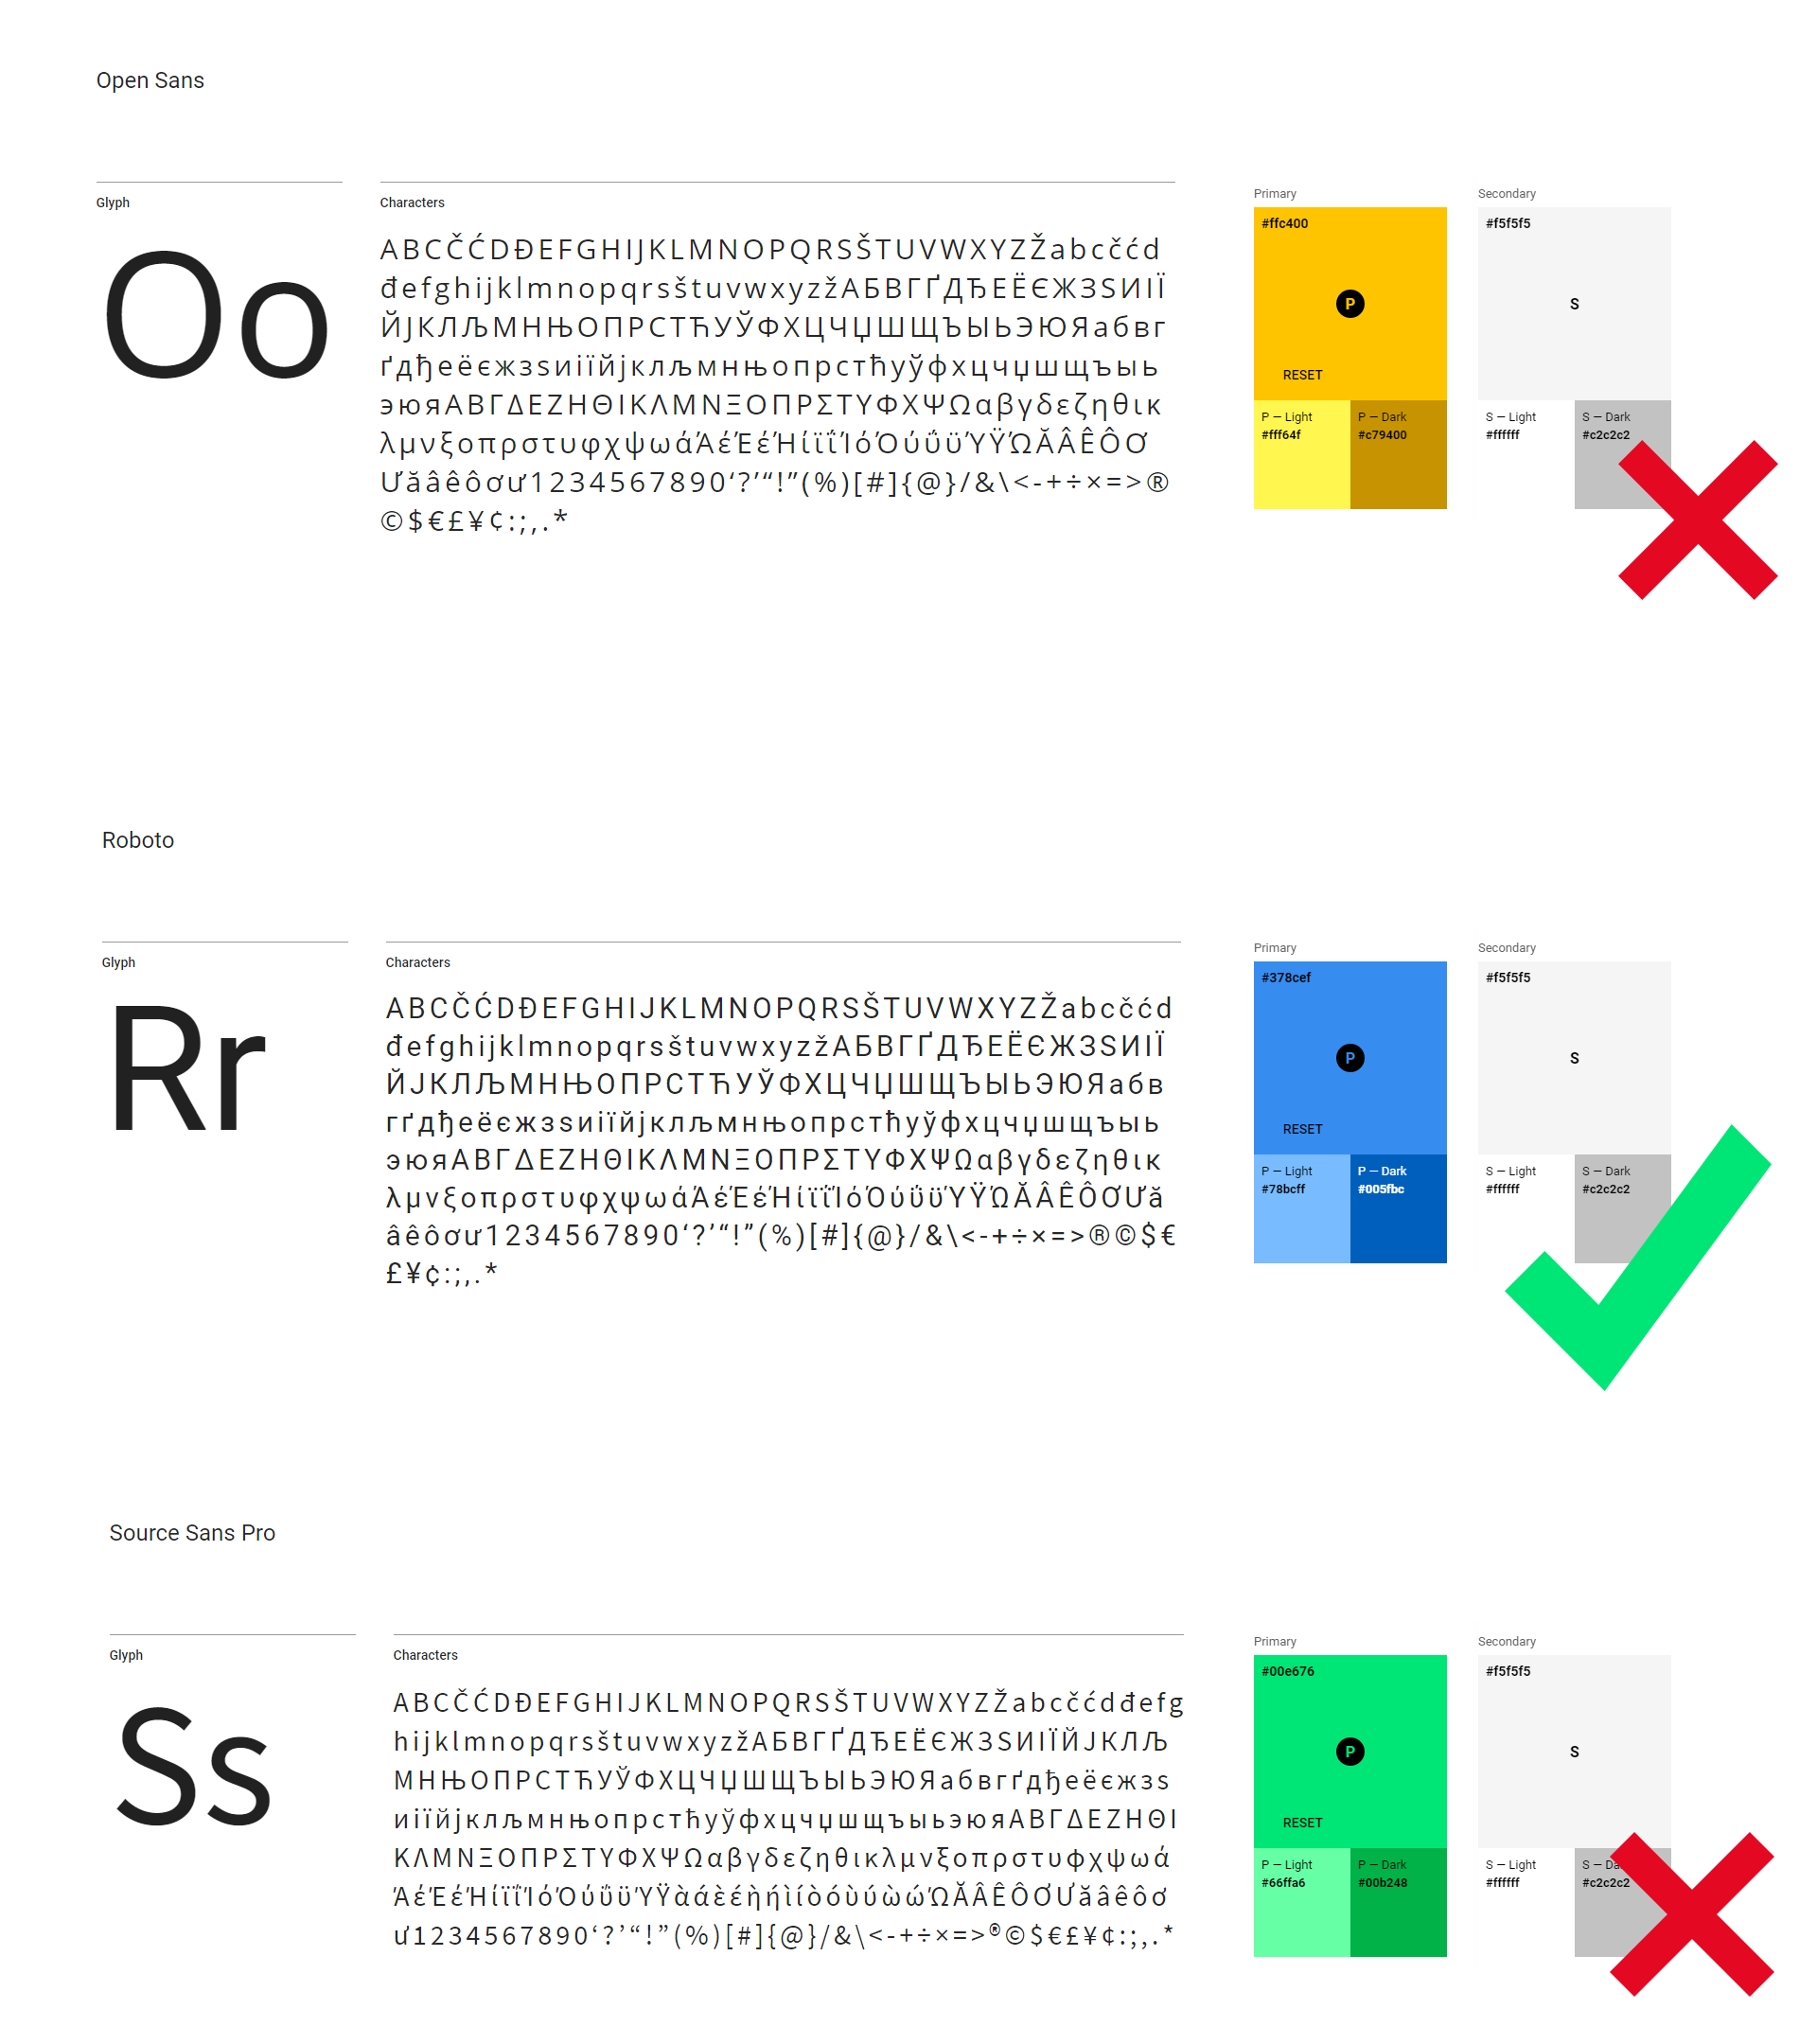 Open Sans
Glyph
Characters
Oo
ABCČĆDĐEFGHIJKLMNOPQRSŠTUVWXYZŽabcčćd
đefghijklmnopqrsštuvwxyzžАБВГҐДЂЕЁЄЖЗЅИІЇ
ЙЈКЛЉМНЊОПРСТЋУЎФХЦЧЏШЩЪЫЬЭЮЯабвг
ґдђеёєжзѕиіїйјклљмнњопрстћуўфхцчџшщъыь
эюяΑΒΓΔΕΖΗΘΙΚΛΜΝΞΟΠΡΣΤΥΦΧΨΩαβγδεζηθικ
λμνξοπρστυφχψωάΆέΈέΉίϊΐΊόΌύΰϋΎΫΏĂÂÊÔƠ
Ưăâêôơư1234567890‘?’“!”(%)[#]{@}/&\<-+÷×=>®
©$€£¥¢:;,.*
Primary
Secondary
#ffc400
#f5f5f5
P
S
RESET
P — Light
P — Dark
S — Light
S — Dark
#fff64f
#c79400
#ffffff
#c2c2c2
Roboto
Glyph
Characters
Rr
ABCČĆDĐEFGHIJKLMNOPQRSŠTUVWXYZŽabcčćd
đefghijklmnopqrsštuvwxyzžАБВГҐДЂЕЁЄЖЗЅИІЇ
ЙЈКЛЉМНЊОПРСТЋУЎФХЦЧЏШЩЪЫЬЭЮЯабв
гґдђеёєжзѕиіїйјклљмнњопрстћуўфхцчџшщъыь
эюяΑΒΓΔΕΖΗΘΙΚΛΜΝΞΟΠΡΣΤΥΦΧΨΩαβγδεζηθικ
λμνξοπρστυφχψωάΆέΈέΉίϊΐΊόΌύΰϋΎΫΏĂÂÊÔƠƯă
âêôơư1234567890‘?’“!”(%)[#]{@}/&\<-+÷×=>®©$€
£¥¢:;,.*
Primary
Secondary
#378cef
#f5f5f5
P
S
RESET
P — Light
P — Dark
S — Light
S — Dark
#78bcff
#005fbc
#ffffff
#c2c2c2
Source Sans Pro
Glyph
Characters
Ss
ABCČĆDĐEFGHIJKLMNOPQRSŠTUVWXYZŽabcčćdđefg
hijklmnopqrsštuvwxyzžАБВГҐДЂЕЁЄЖЗЅИІЇЙЈКЛЉ
МНЊОПРСТЋУЎФХЦЧЏШЩЪЫЬЭЮЯабвгґдђеёєжзѕ
иіїйјклљмнњопрстћуўфхцчџшщъыьэюяΑΒΓΔΕΖΗΘΙ
ΚΛΜΝΞΟΠΡΣΤΥΦΧΨΩαβγδεζηθικλμνξοπρστυφχψωά
ΆέΈέΉίϊΐΊόΌύΰϋΎΫὰάὲέὴήὶίὸόὺύὼώΏĂÂÊÔƠƯăâêôơ
ư1234567890‘?’“!”(%)[#]{@}/&\<-+÷×=>®©$€£¥¢:;,.*
Primary
Secondary
#00e676
#f5f5f5
P
S
RESET
P — Light
P — Dark
S — Light
S — Da
#66ffa6
#00b248
#ffffff
#c2c2c2